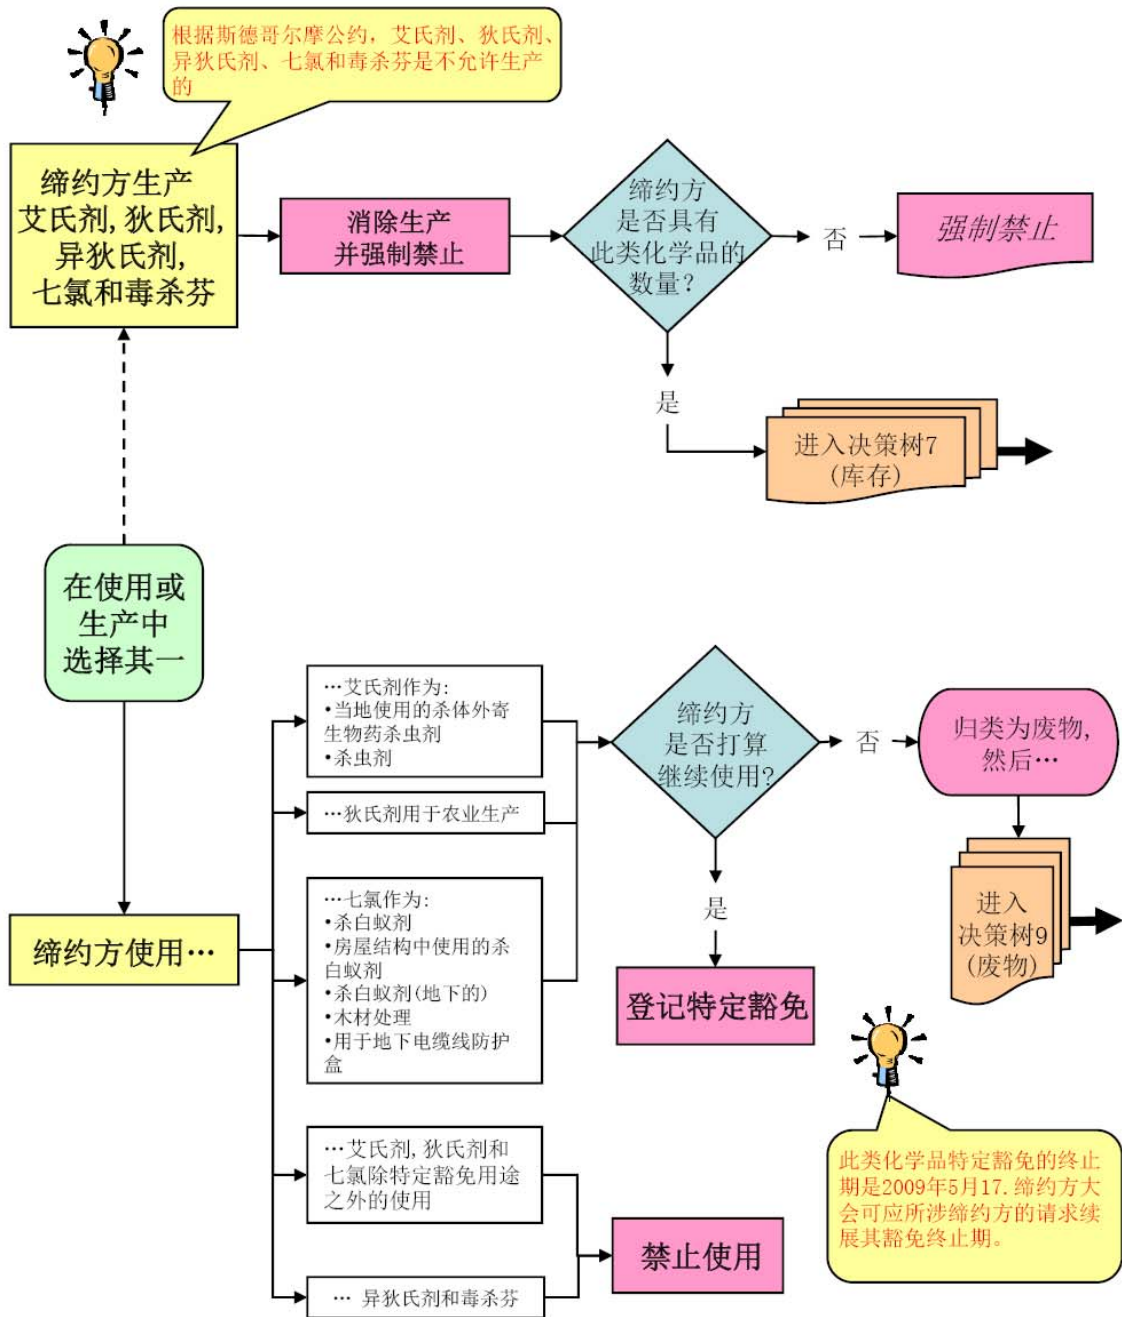 根据斯德哥尔摩公约，艾氏剂、狄氏剂、
异狄氏剂、七氯和毒杀芬是不允许生产
的
缔约方生产
艾氏剂,狄氏剂,
异狄氏剂,
七氯和毒杀芬
消除生产
并强制禁止
缔约方
是否具有
此类化学品的
数量？
否
强制禁止
是
进入决策树7
(库存)
在使用或
生产中
选择其一
缔约方使用…
…艾氏剂作为:
•当地使用的杀体外寄
生物药杀虫剂
•杀虫剂
…狄氏剂用于农业生产
…七氯作为:
•杀白蚁剂
•房屋结构中使用的杀
白蚁剂
•杀白蚁剂(地下的)
•木材处理
•用于地下电缆线防护
盒
…艾氏剂,狄氏剂和
七氯除特定豁免用途
之外的使用
… 异狄氏剂和毒杀芬
缔约方
是否打算
继续使用?
否
归类为废物,
然后…
进入
决策树9
(废物)
是
登记特定豁免
禁止使用
此类化学品特定豁免的终止
期是2009年5月17.缔约方大
会可应所涉缔约方的请求续
展其豁免终止期。